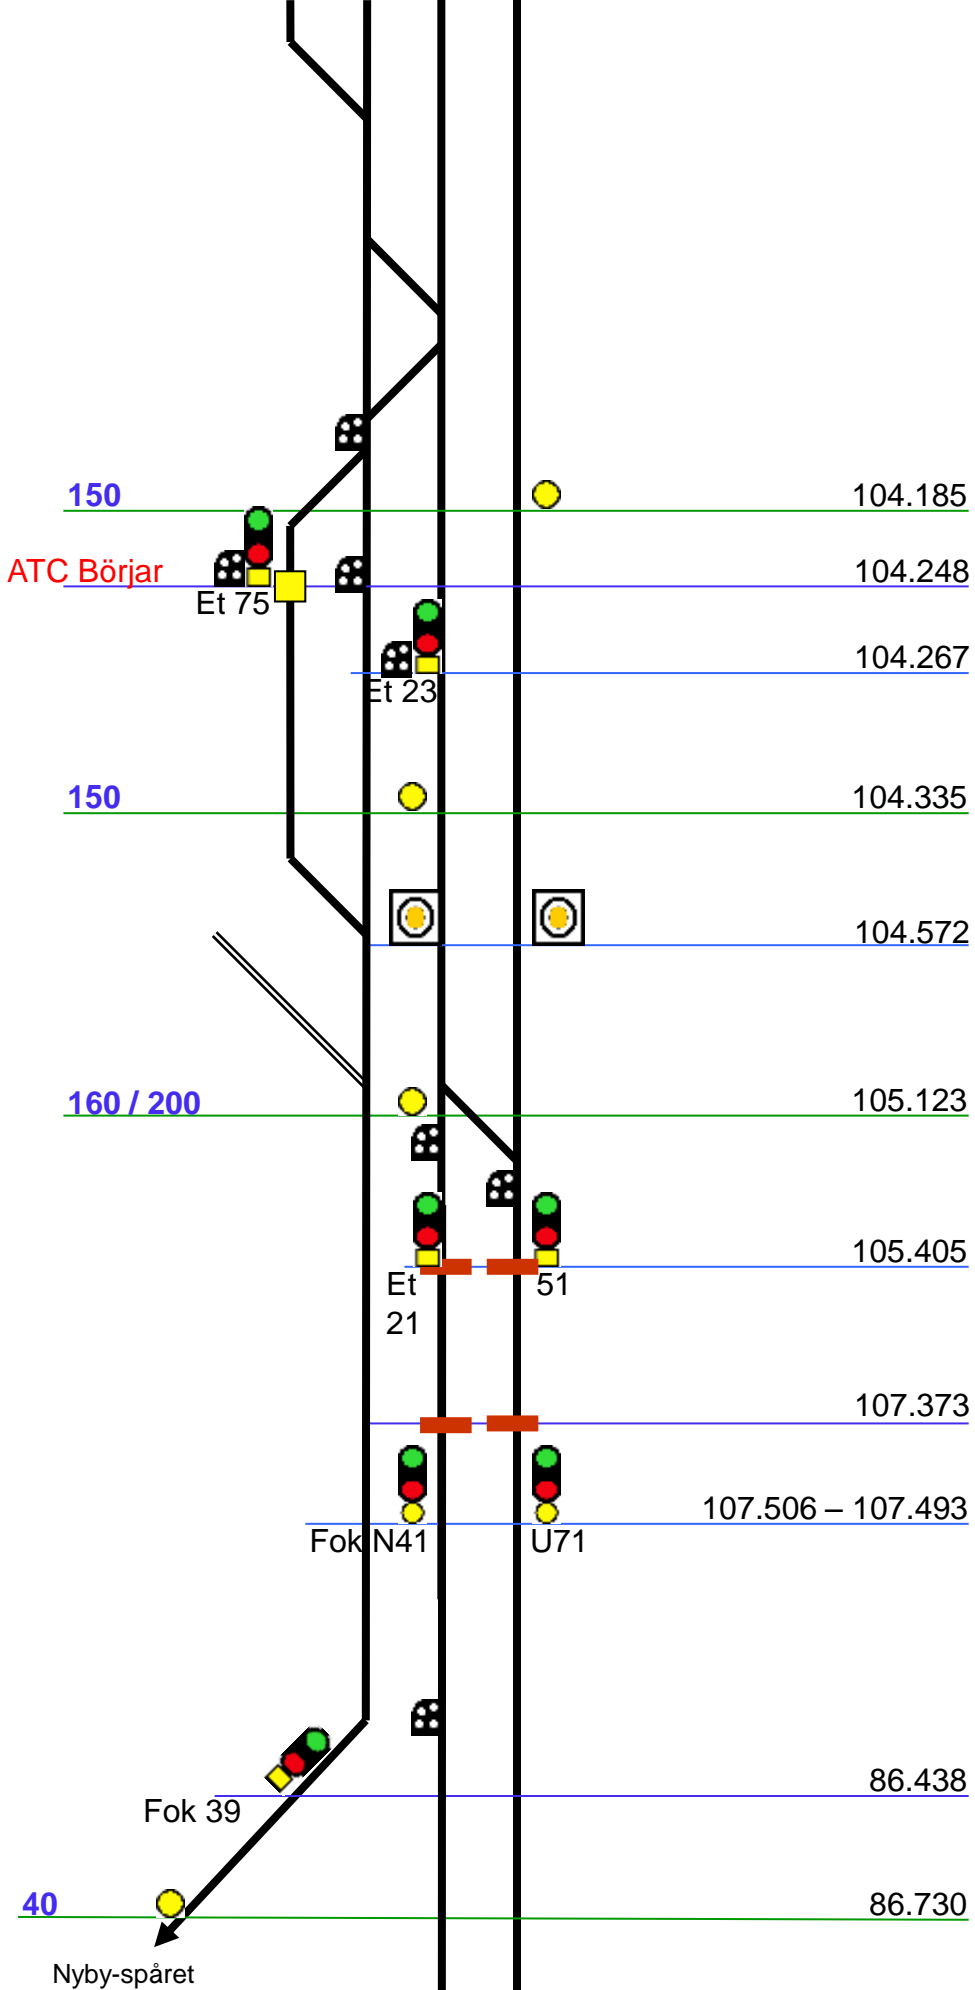 150 104.185
ATC Börjar 104.248
Et 75
104.267
Et 23
150 104.335
104.572
160 / 200 105.123
105.405
Et 51
21
107.373
107.506 – 107.493
Fok N41 U71
86.438
Fok 39
40 86.730
Nyby-spåret